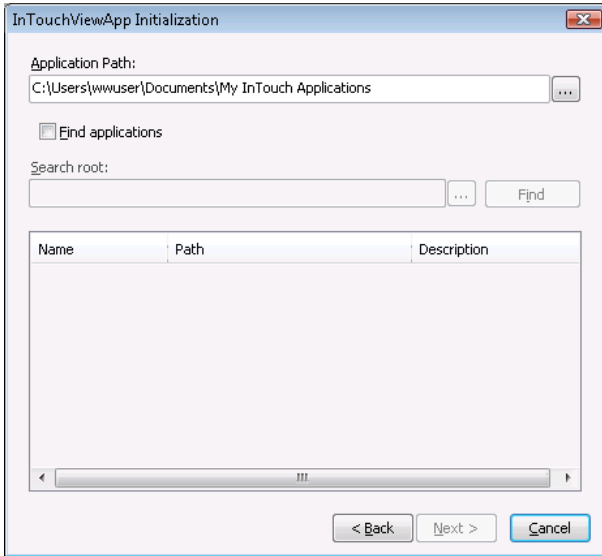 InTouchViewApp Initialization
Application Path:
C:\Users\wwuser\Documents\My InTouch Applications
...
Find applications
Search root:
... Find
Name Path Description
< Back Next > Cancel